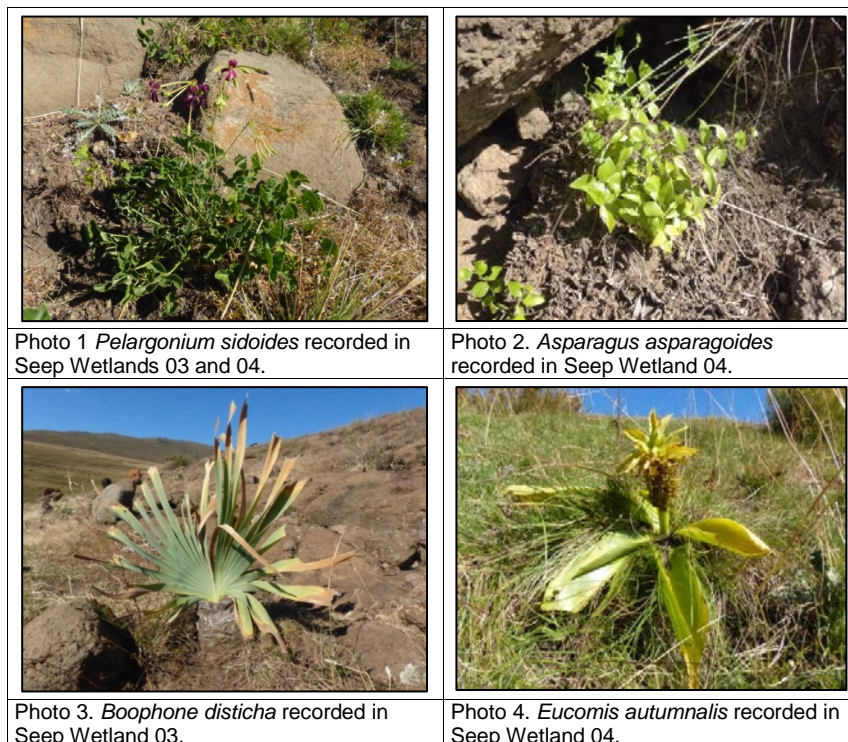 Photo 1 Pelargonium sidoides recorded in
Seep Wetlands 03 and 04.
Photo 2. Asparagus asparagoides
recorded in Seep Wetland 04.
Photo 3. Boophone disticha recorded in
Seep Wetland 03.
Photo 4. Eucomis autumnalis recorded in
Seep Wetland 04.